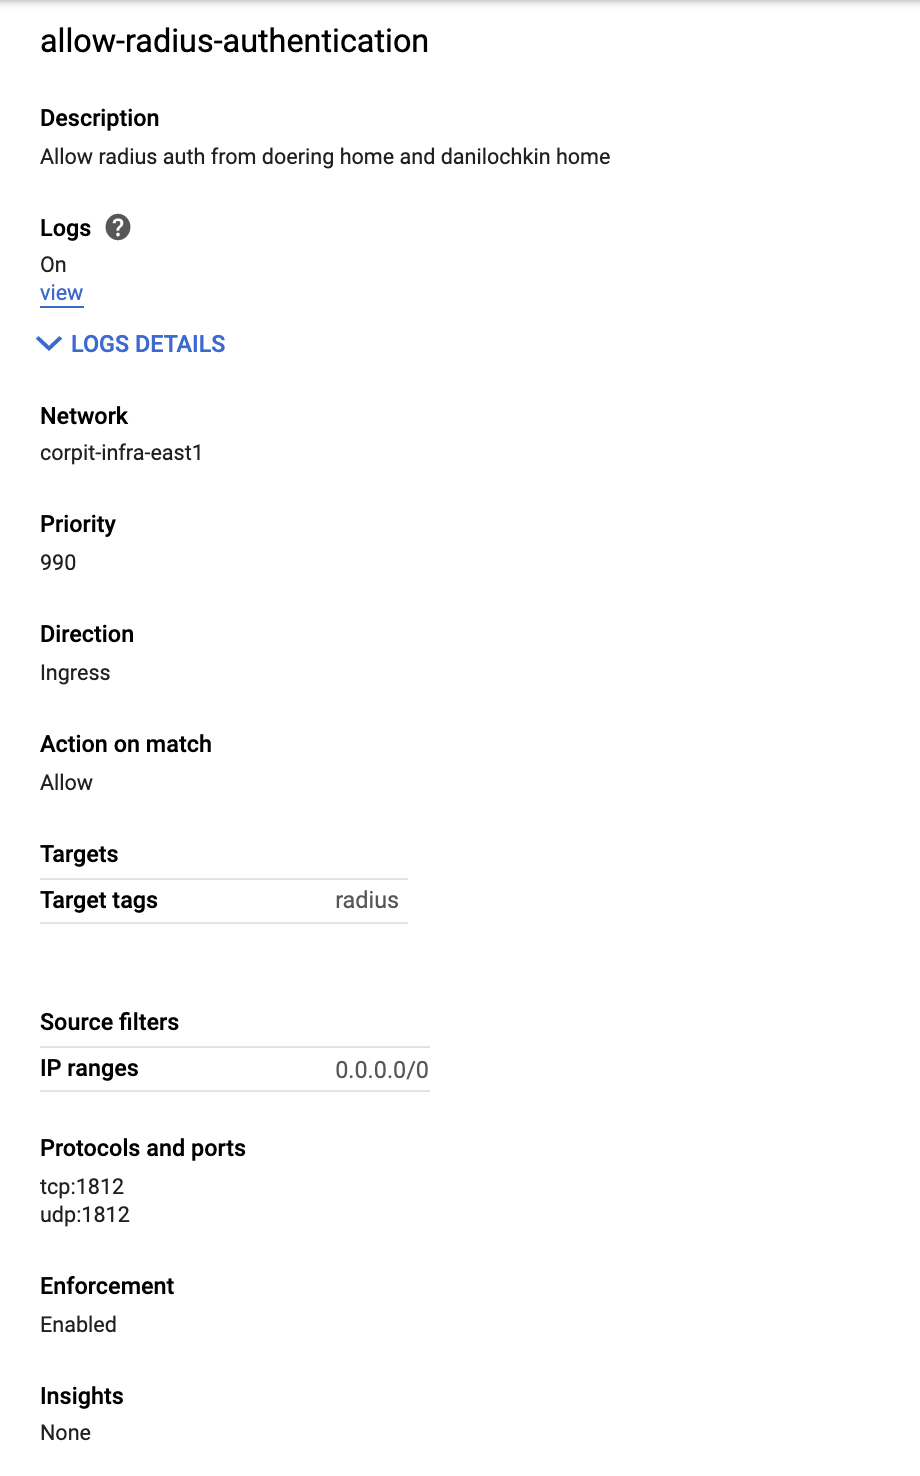 allow-radius-authentication
Description
Allow radius auth from doering home and danilochkin home
Logs ?
On
view
LOGS DETAILS
Network
corpit-infra-east1
Priority
990
Direction
Ingress
Action on match
Allow
Targets
Target tags radius
Source filters
IP ranges 0.0.0.0/0
Protocols and ports
tcp:1812
udp:1812
Enforcement
Enabled
Insights
None